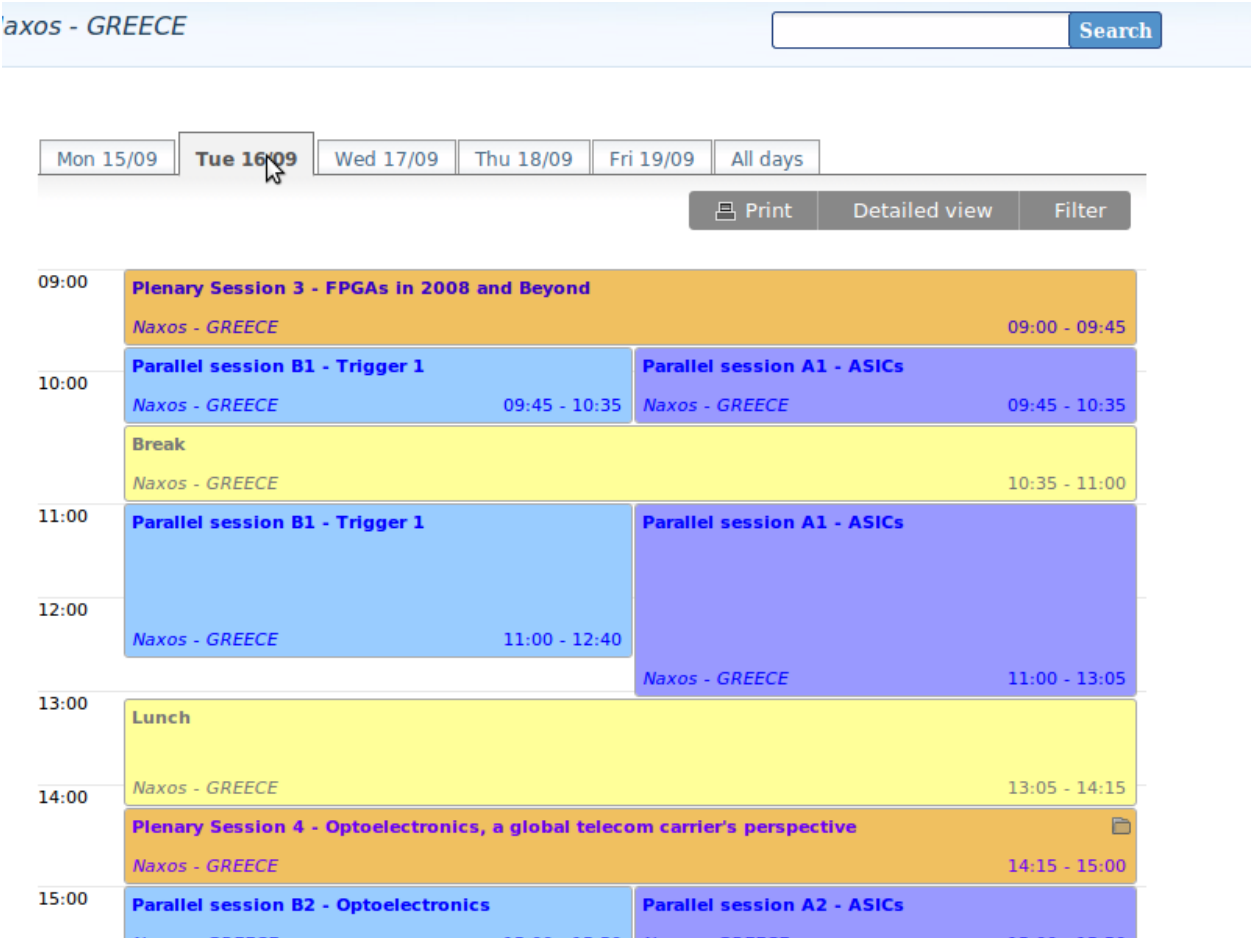 axos - GREECE
Search
Mon 15/09 Tue 16/09 Wed 17/09 Thu 18/09 Fri 19/09 All days
Print Detailed view Filter
09:00
Plenary Session 3 - FPGAs in 2008 and Beyond
Naxos - GREECE 09:00 - 09:45
Parallel session B1 - Trigger 1
Naxos - GREECE 09:45 - 10:35
Parallel session A1 - ASICs
Naxos - GREECE 09:45 - 10:35
10:00
Break
Naxos - GREECE 10:35 - 11:00
11:00
Parallel session B1 - Trigger 1
Naxos - GREECE 11:00 - 12:40
Parallel session A1 - ASICs
Naxos - GREECE 11:00 - 13:05
12:00
13:00
Lunch
Naxos - GREECE 13:05 - 14:15
14:00
Plenary Session 4 - Optoelectronics, a global telecom carrier's perspective
Naxos - GREECE 14:15 - 15:00
15:00
Parallel session B2 - Optoelectronics
Parallel session A2 - ASICs